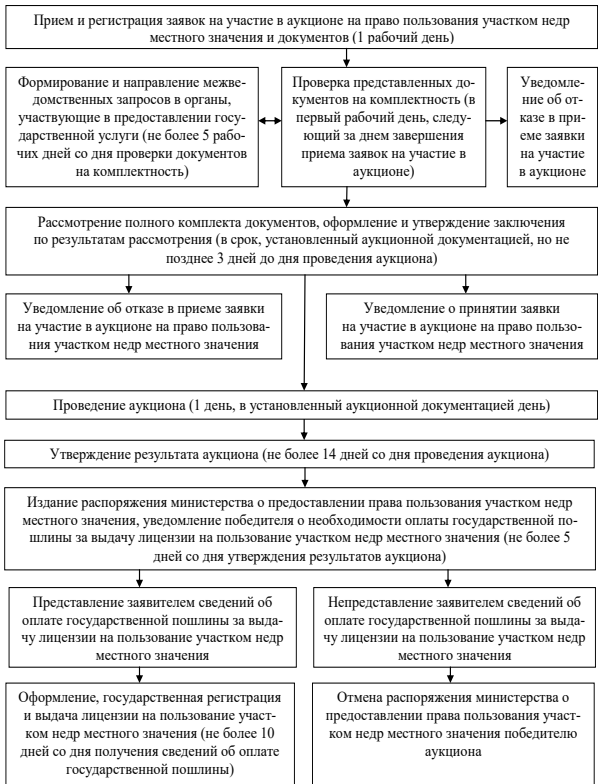 Прием и регистрация заявок на участие в аукционе на право пользования участком недр
местного значения и документов (1 рабочий день)
Формирование и направление межве-
домственных запросов в органы,
участвующие в предоставлении госу-
дарственной услуги (не более 5 рабо-
чих дней со дня проверки документов
на комплектность)
Проверка представленных до-
кументов на комплектность (в
первый рабочий день, следу-
ющий за днем завершения
приема заявок на участие в
аукционе)
Уведомле-
ние об от-
казе в при-
еме заявки
на участие
в аукционе
Рассмотрение полного комплекта документов, оформление и утверждение заключения
по результатам рассмотрения (в срок, установленный аукционной документацией, но не
позднее 3 дней до дня проведения аукциона)
Уведомление об отказе в приеме заявки
на участие в аукционе на право пользова-
ния участком недр местного значения
Уведомление о принятии заявки
на участие в аукционе на право пользо-
вания участком недр местного значения
Проведение аукциона (1 день, в установленный аукционной документацией день)
Утверждение результата аукциона (не более 14 дней со дня проведения аукциона)
Издание распоряжения министерства о предоставлении права пользования участком недр
местного значения, уведомление победителя о необходимости оплаты государственной по-
шлины за выдачу лицензии на пользование участком недр местного значения (не более 5
дней со дня утверждения результатов аукциона)
Представление заявителем сведений об
оплате государственной пошлины за выда-
чу лицензии на пользование участком недр
местного значения
Непредставление заявителем сведений об
оплате государственной пошлины за выда-
чу лицензии на пользование участком недр
местного значения
Оформление, государственная регистрация
и выдача лицензии на пользование участ-
ком недр местного значения (не более 10
дней со дня получения сведений об оплате
государственной пошлины)
Отмена распоряжения министерства о
предоставлении права пользования участ-
ком недр местного значения победителю
аукциона